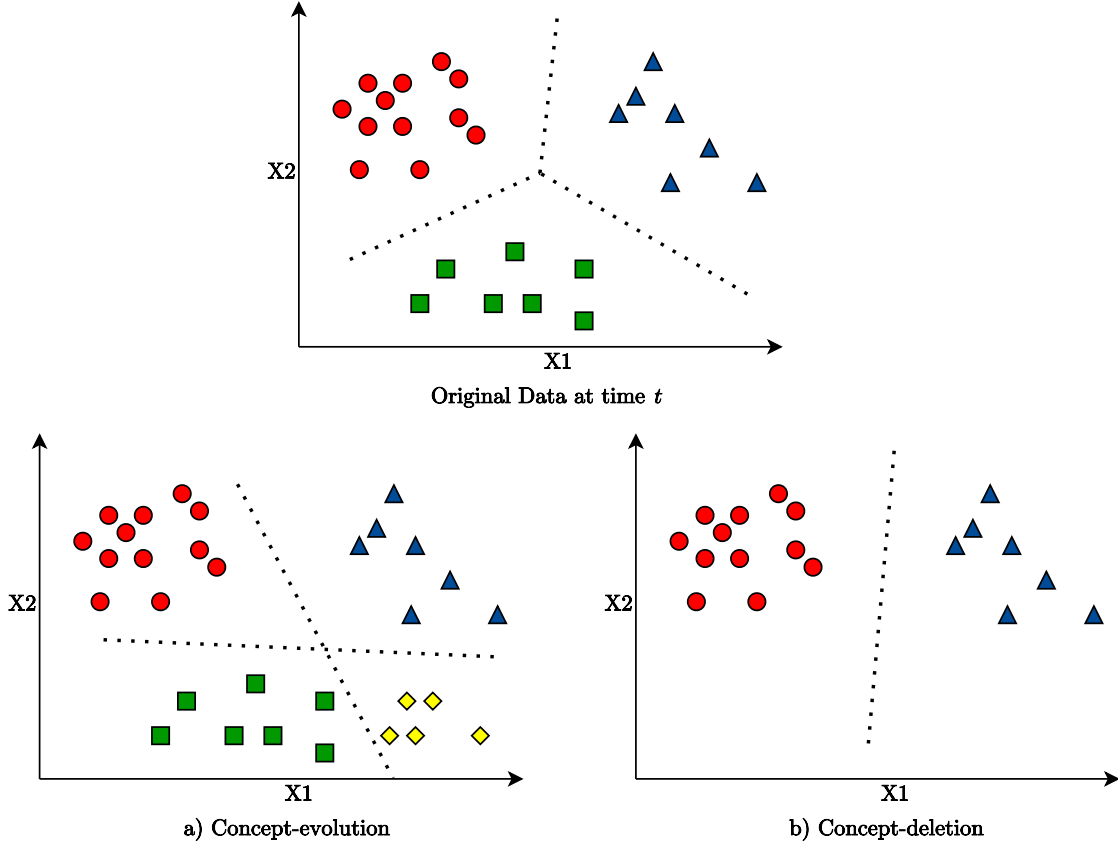 X2
X1
Original Data at time t
X2
X1
a) Concept-evolution
X2
X1
b) Concept-deletion